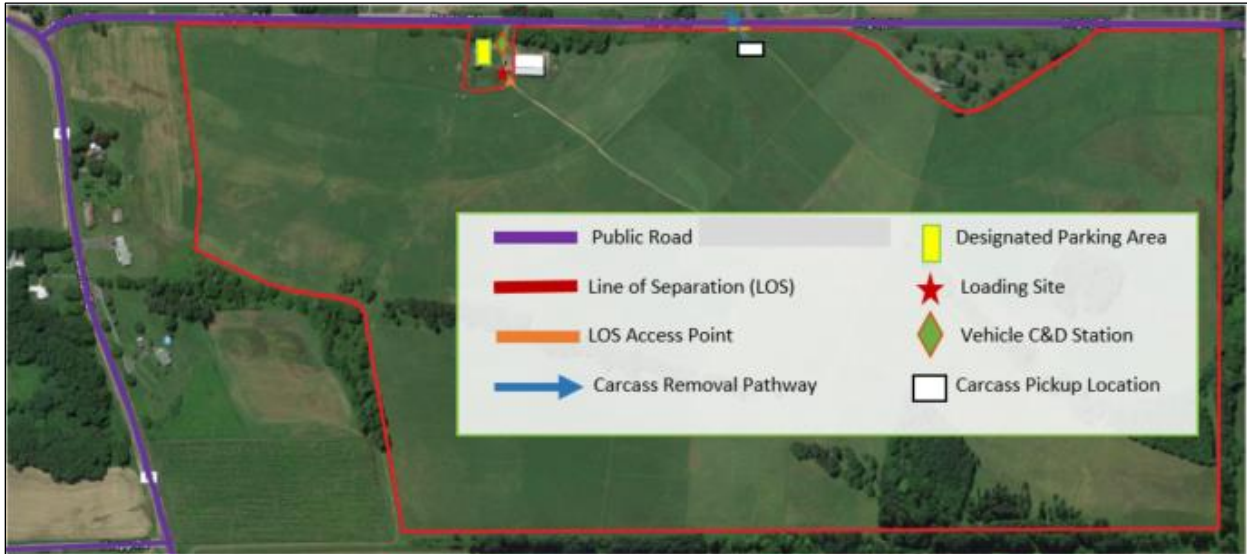 Public Road
Designated Parking Area
Line of Separation (LOS)
Loading Site
LOS Access Point
Vehicle C&D Station
Carcass Removal Pathway
Carcass Pickup Location